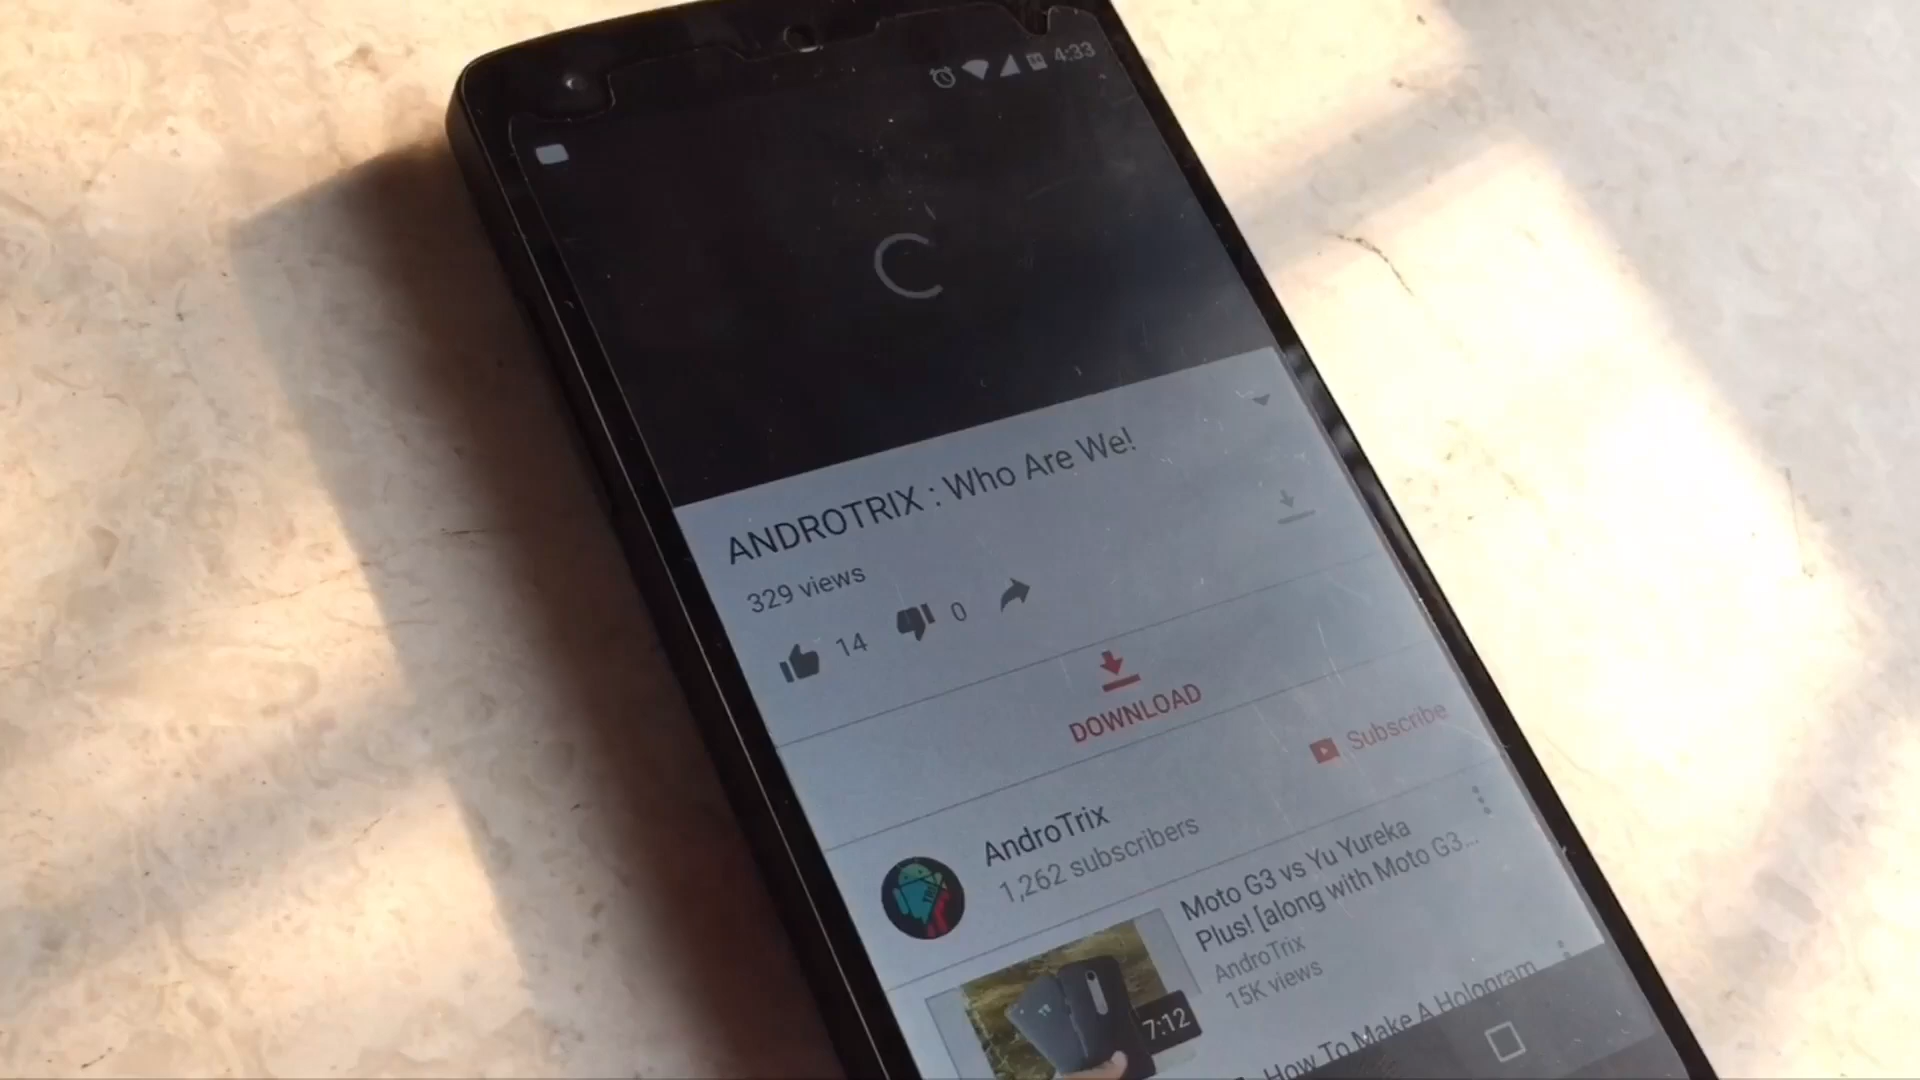 4:33
ANDROTRIX : Who Are We!
329 views
14
0
DOWNLOAD
Subscribe
AndroTrix
1,262 subscribers
Moto G3 vs Yu Yureka
Plus! [along with Moto G3...
AndroTrix
15K views
7:12
How To Make A Hologram